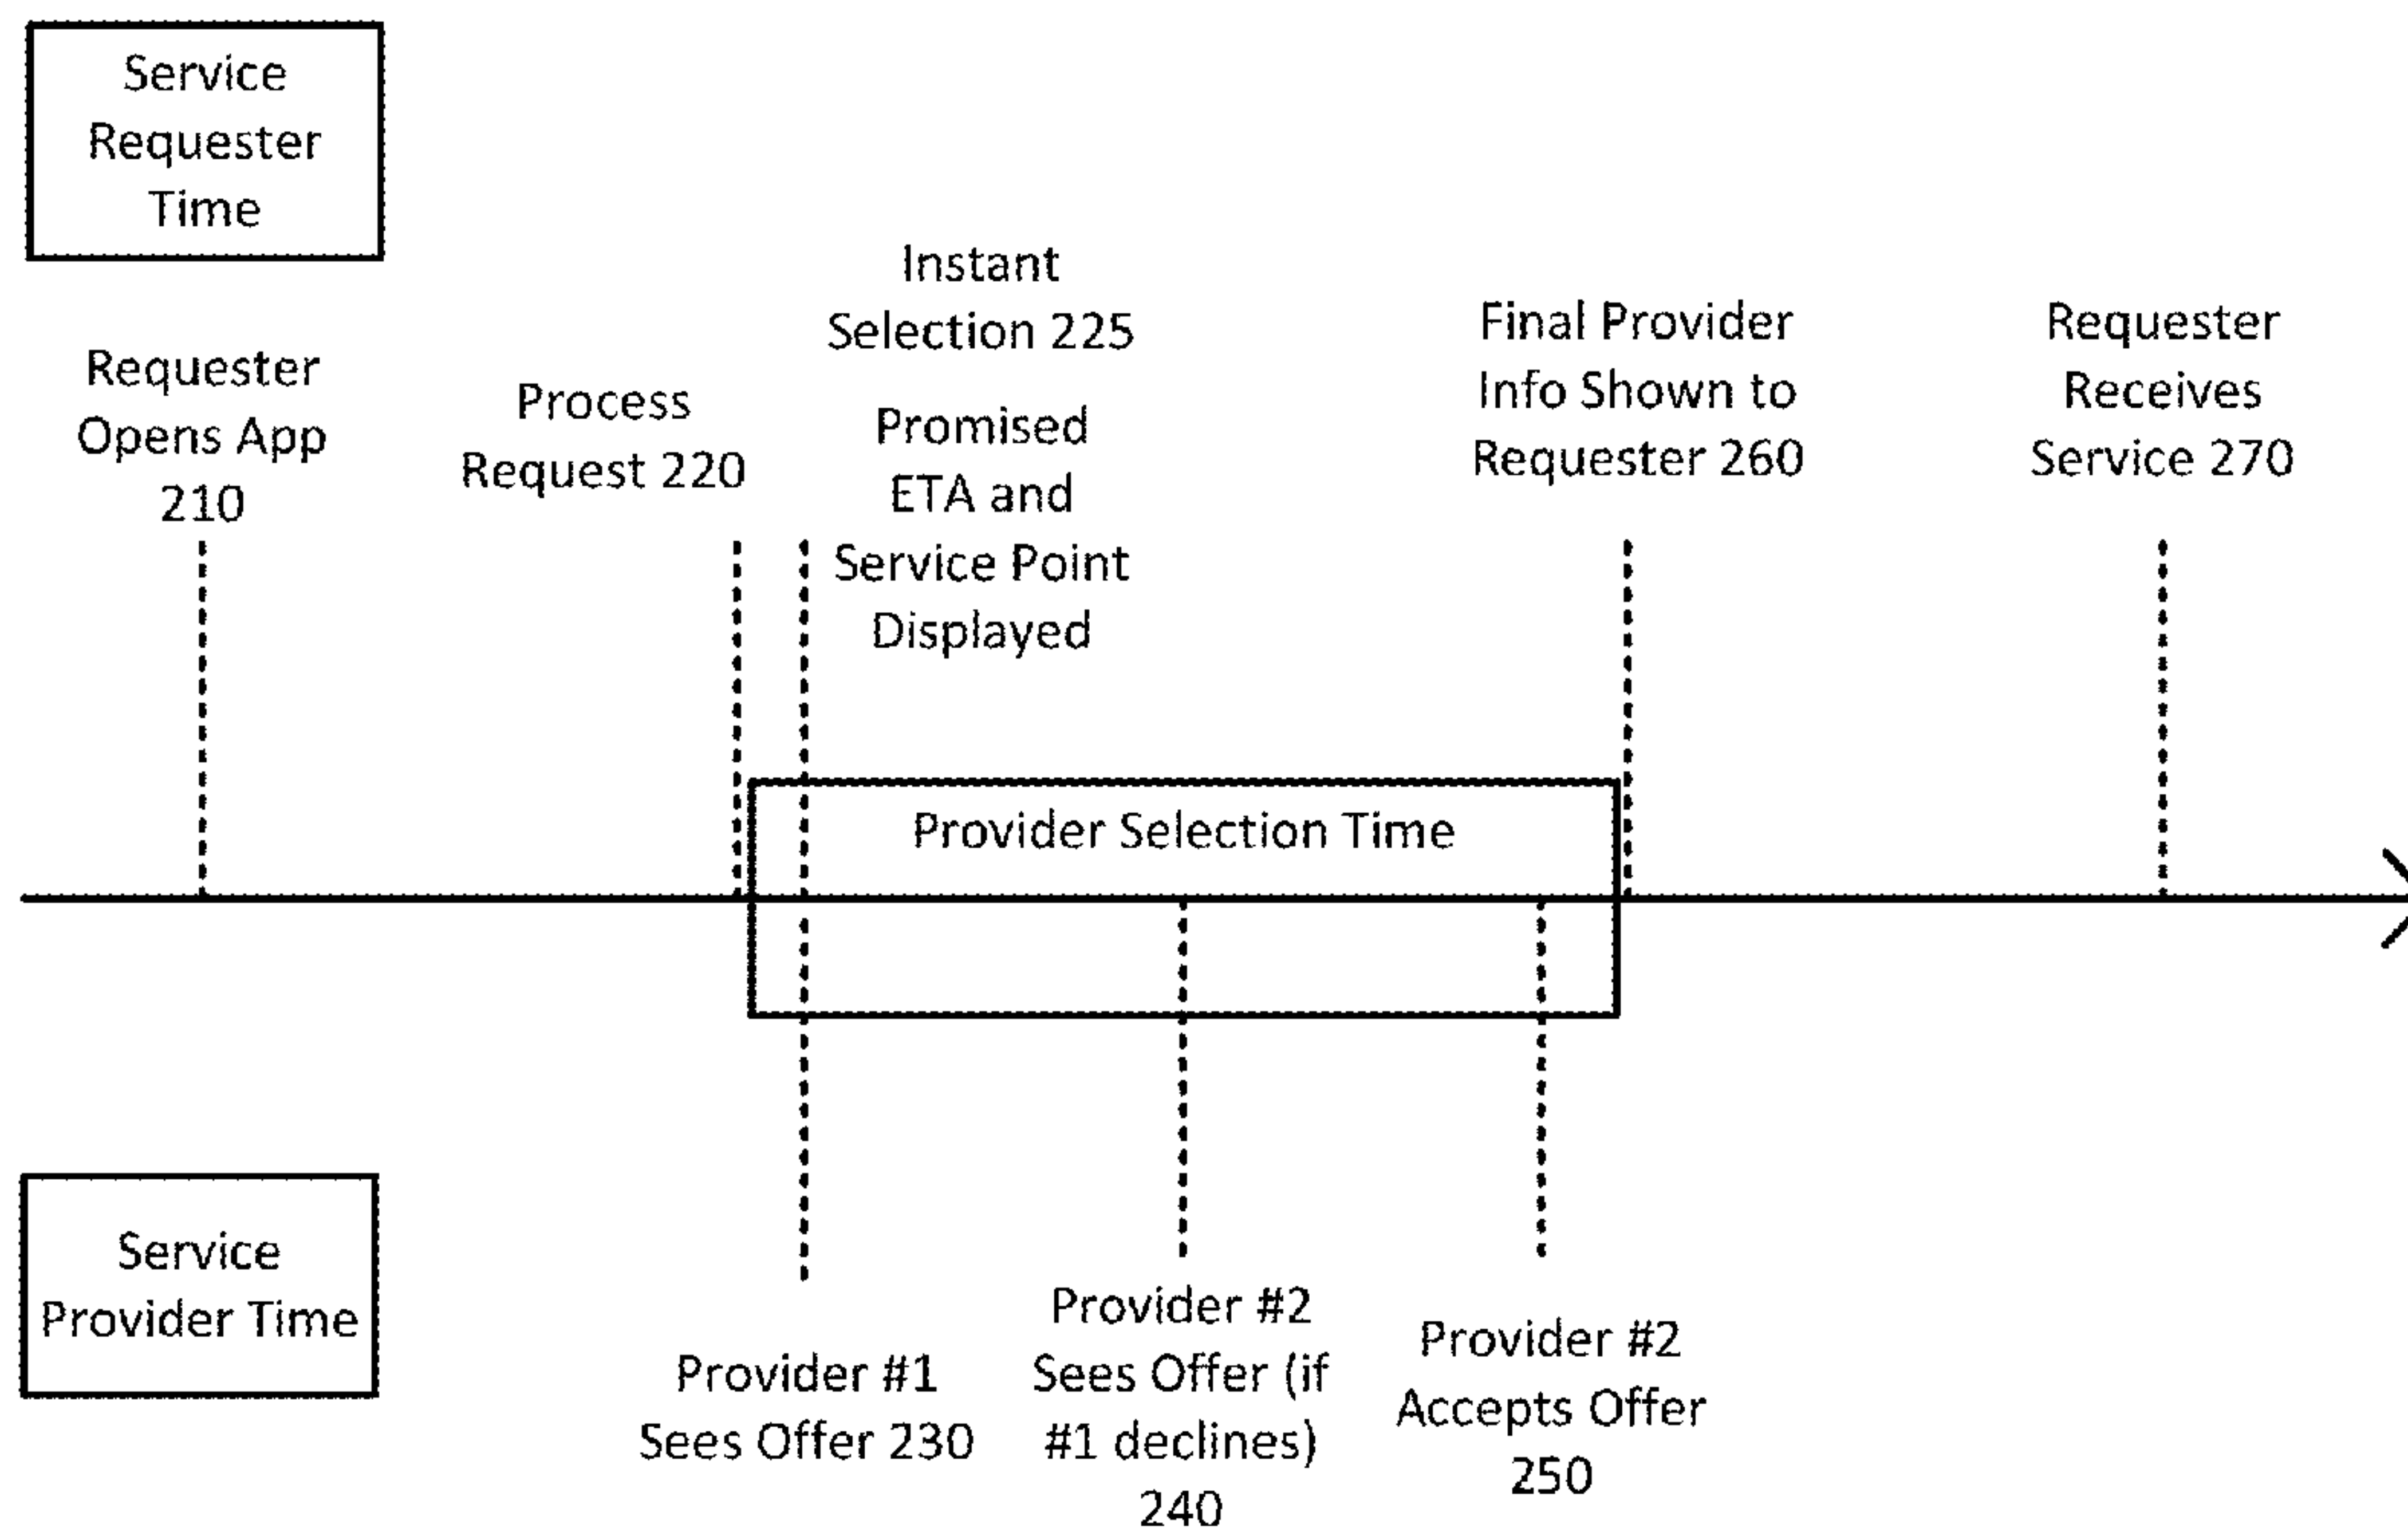 Service
Requester
Time
Requester
Opens App
210
Process
Request 220
Instant
Selection 225
Promised
ETA and
Service Point
Displayed
Final Provider
Info Shown to
Requester 260
Requester
Receives
Service 270
Provider Selection Time
Service
Provider Time
Provider #1
Sees Offer 230
Provider #2
Sees Offer (if
#1 declines)
240
Provider #2
Accepts Offer
250